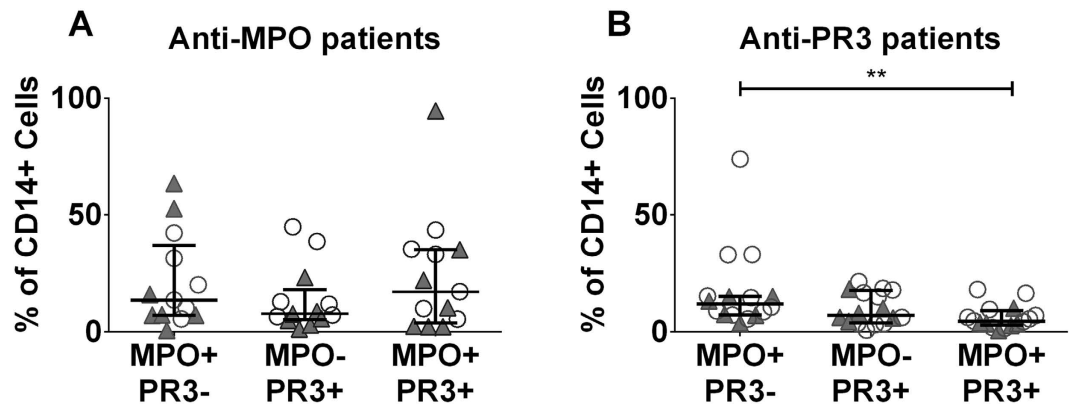 A
Anti-MPO patients
% of CD14+ Cells
100
50
0
MPO+ MPO- MPO+
PR3- PR3+ PR3+
B
Anti-PR3 patients
**
% of CD14+ Cells
100
50
0
MPO+ MPO- MPO+
PR3- PR3+ PR3+